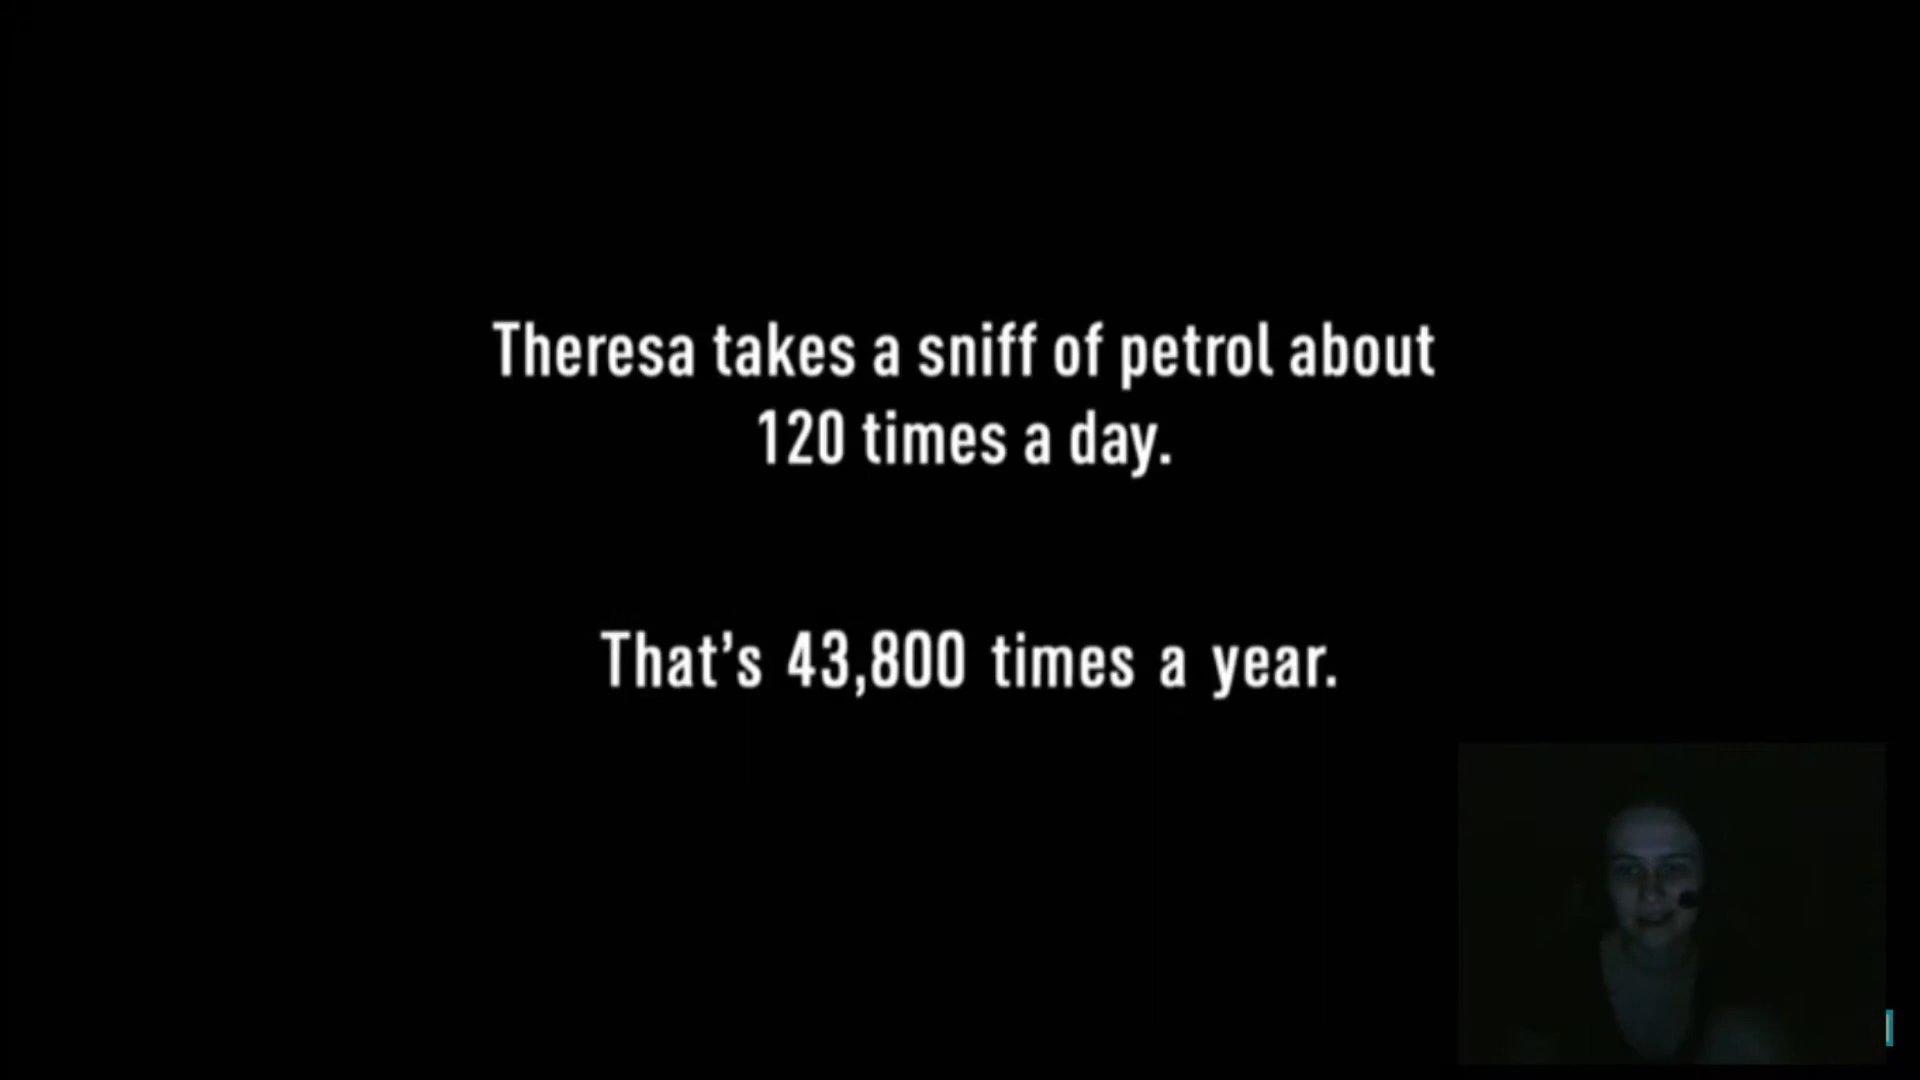 Theresa takes a sniff of petrol about
120 times a day.
That's 43,800 times a year.